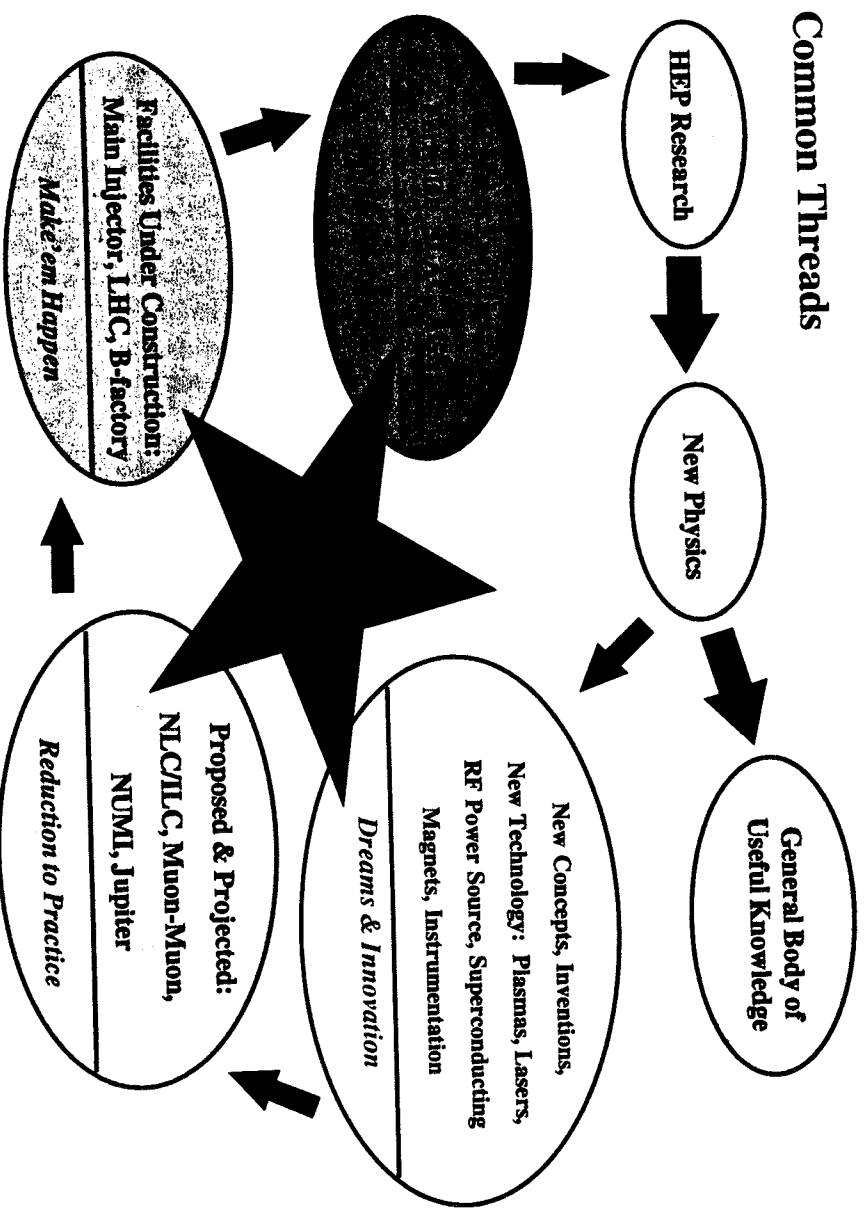 Common Threads
HEP Research
New Physics
General Body of
Useful Knowledge
New Concepts, Inventions,
New Technology: Plasmas, Lasers,
RF Power Source, Superconducting
Magnets, Instrumentation
Dreams & Innovation
Proposed & Projected:
NLC/ILC, Muon-Muon,
NUMI, Jupiter
Reduction to Practice
Facilities Under Construction:
Main Injector, LHC, B-factory
Make'em Happen